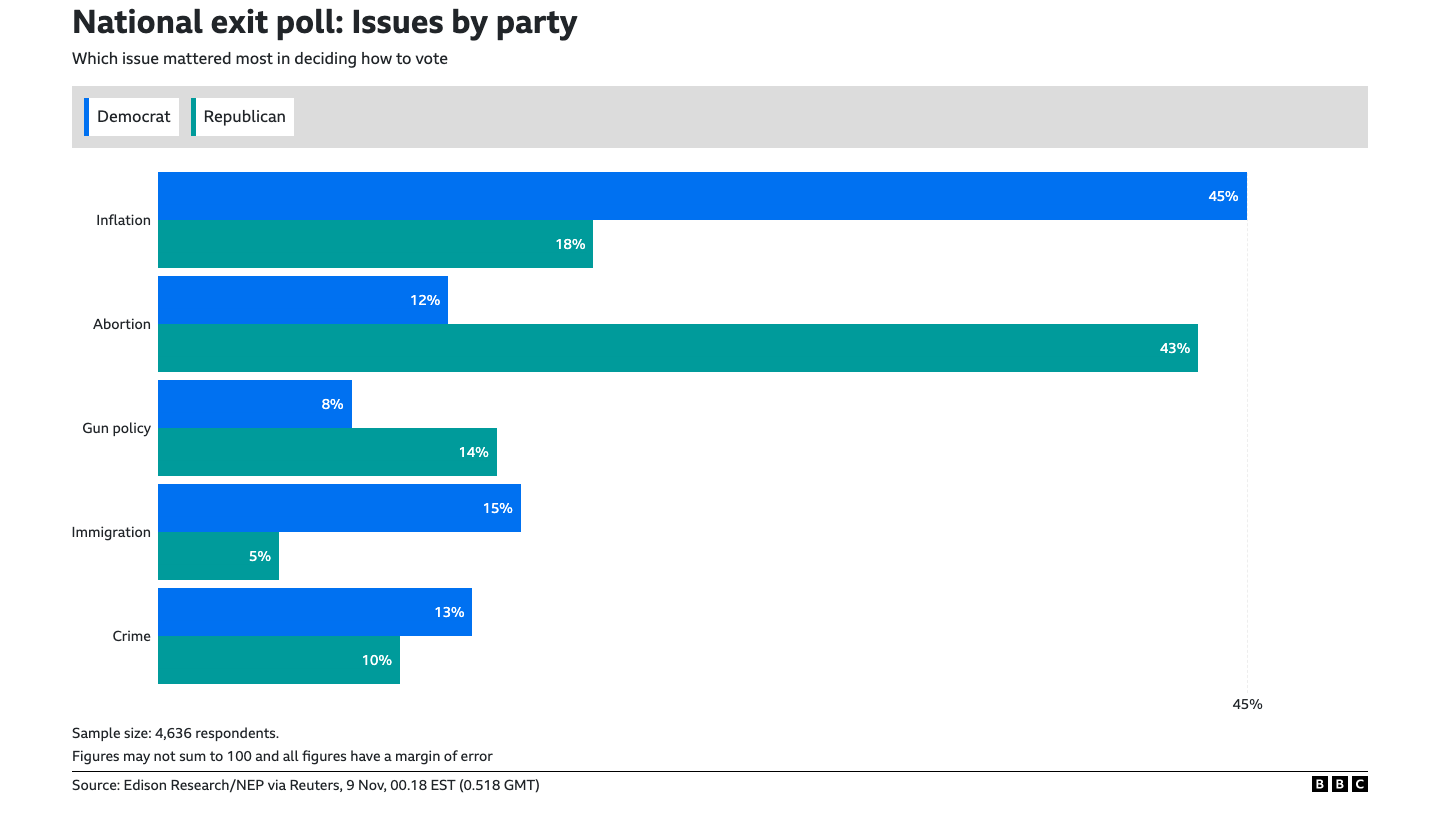 National exit poll: Issues by party
Which issue mattered most in deciding how to vote
Democrat Republican
Inflation
45%
18%
Abortion
12%
43%
Gun policy
8%
14%
Immigration
15%
5%
Crime
13%
10%
45%
Sample size: 4,636 respondents.
Figures may not sum to 100 and all figures have a margin of error
Source: Edison Research/NEP via Reuters, 9 Nov, 00.18 EST (0.518 GMT)
BBC